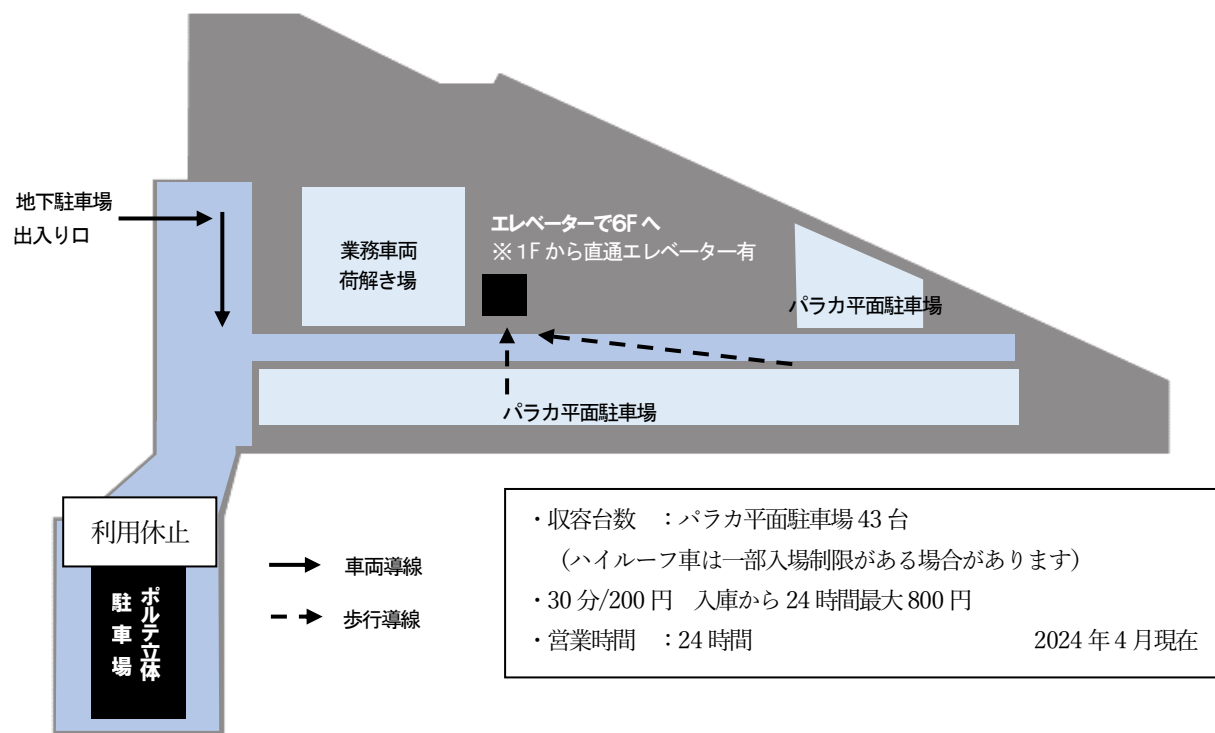 地下駐車場
出入り口
業務車両
荷解き場
エレベーターで6Fへ
※1Fから直通エレベーター有
パラカ平面駐車場
パラカ平面駐車場
利用休止
ポルテ立体
駐車場
車両導線
歩行導線
・収容台数 :パラカ平面駐車場43台
(ハイルーフ車は一部入場制限がある場合があります)
・30分/200円 入庫から24時間最大800円
・営業時間 :24時間 2024年4月現在